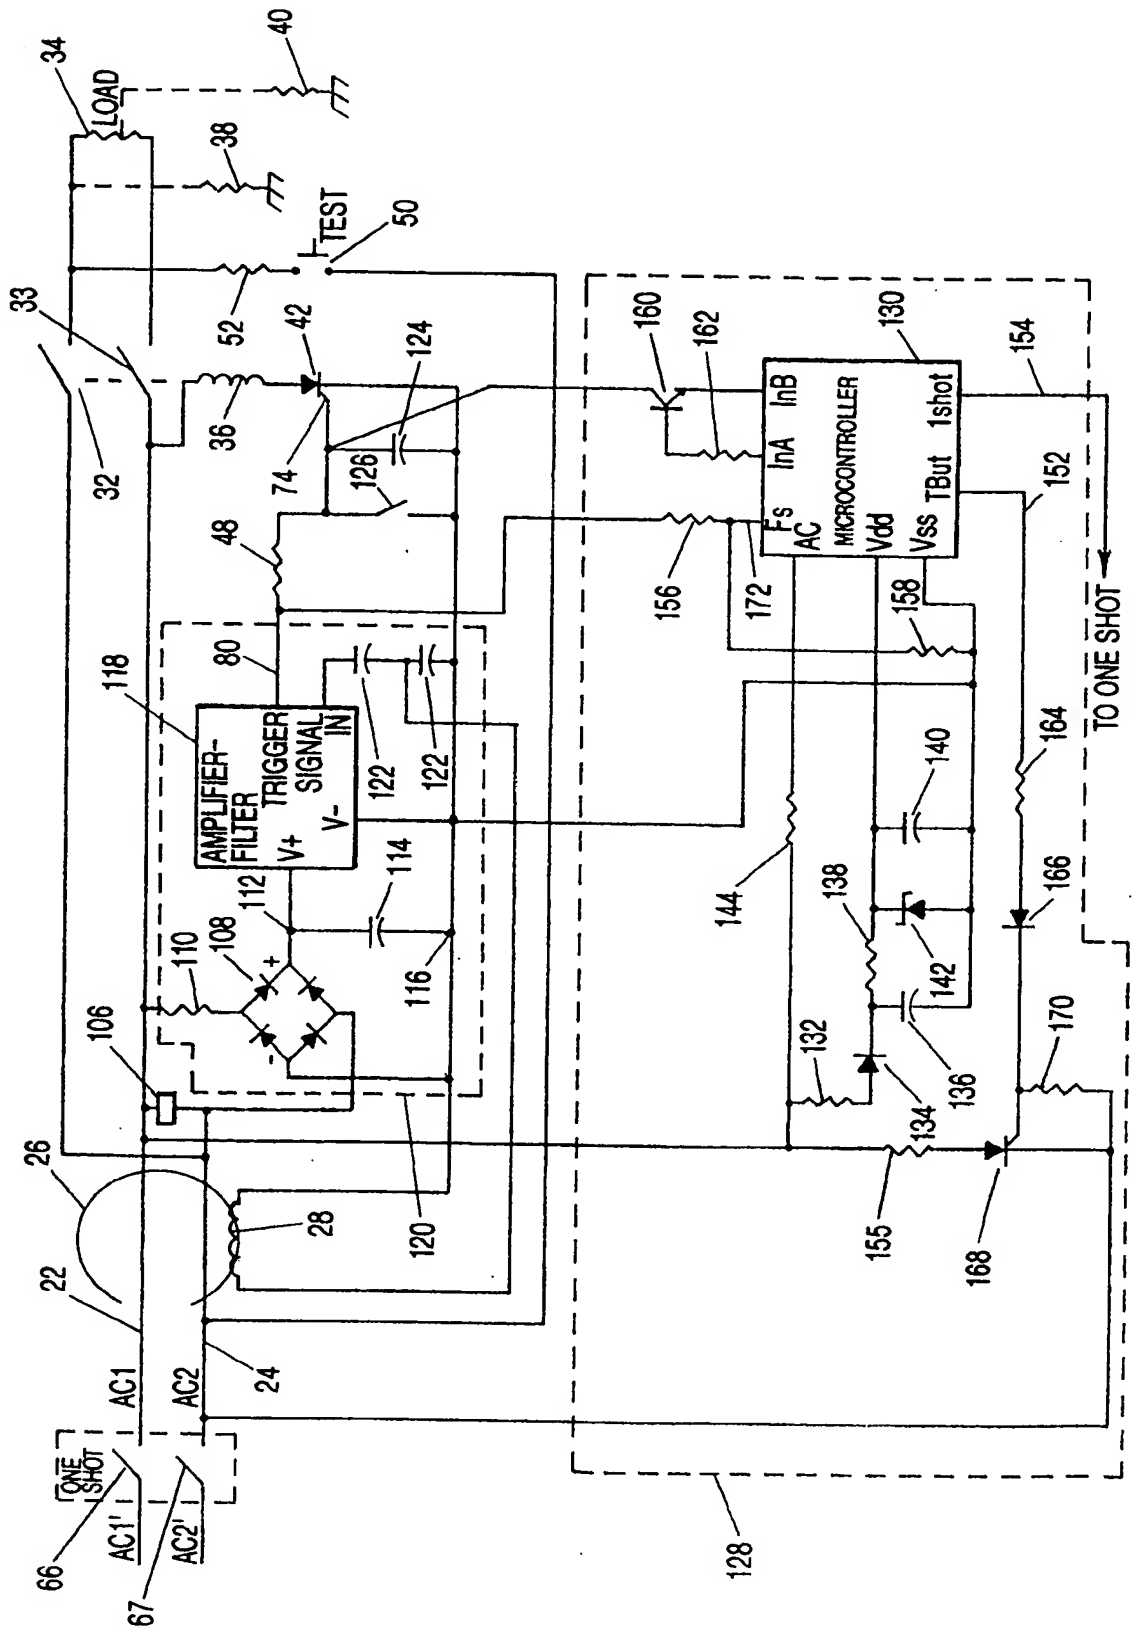 34
LOAD
40
38
33
TEST
50
52
32
36
42
124
74
126
48
118
80
AMPLIFIER-
FILTER
TRIGGER
SIGNAL
IN
V+
V-
122
122
112
114
108
110
+
-
116
106
26
28
120
22
AC1
AC2
24
ONE
SHOT
66
AC1'
AC2'
67
160
162
130
154
InB
InA
Fs
AC
MICROCONTROLLER
Vdd
Vss
TBut
1shot
156
172
158
152
TO ONE SHOT
144
164
140
138
142
166
132
134
136
170
155
168
128